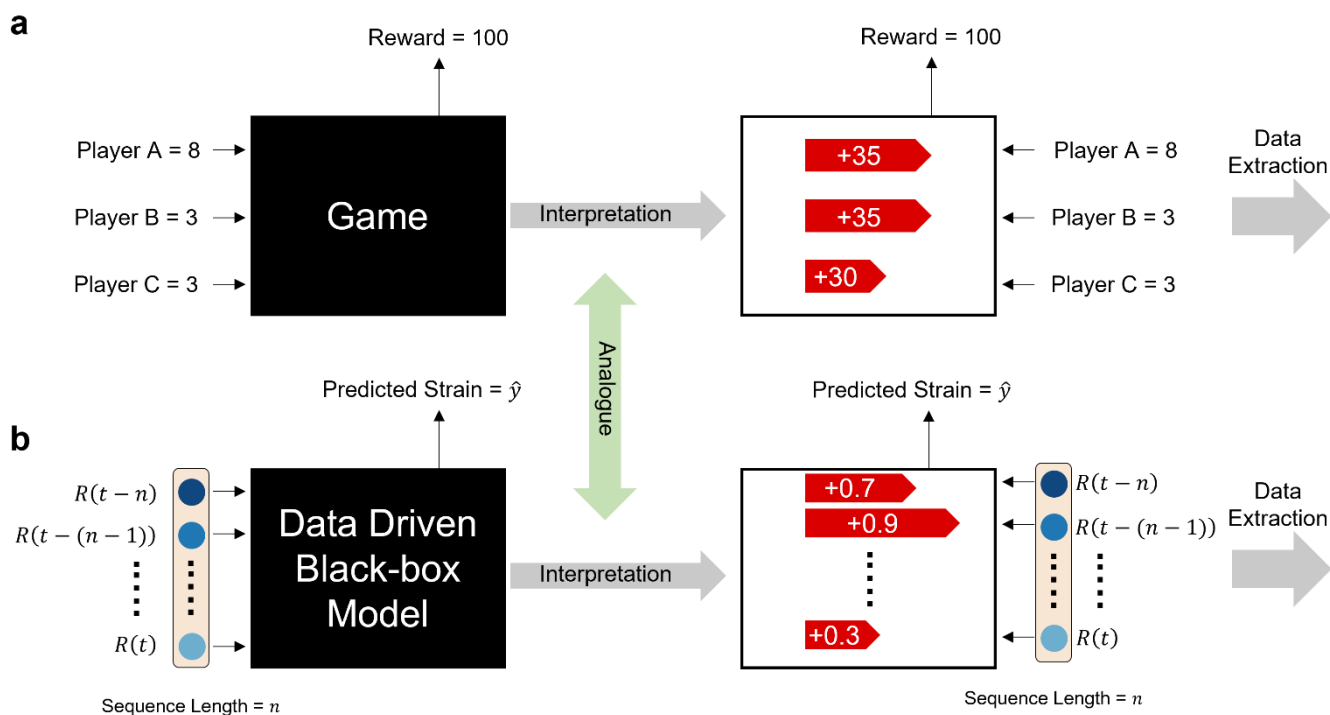 a
Reward = 100
Reward = 100
Player A = 8
Player B = 3
Player C = 3
Game
Interpretation
+35
+35
+30
Player A = 8
Player B = 3
Player C = 3
Data
Extraction
Analogue
b
Predicted Strain = ŷ
Predicted Strain = ŷ
R(t − n)
R(t − (n − 1))
R(t)
Data Driven
Black-box
Model
Interpretation
+0.7
+0.9
+0.3
R(t − n)
R(t − (n − 1))
R(t)
Data
Extraction
Sequence Length = n
Sequence Length = n